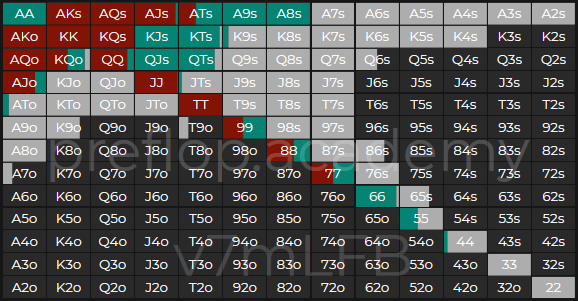 AA AKs AQs AJs ATs A9s A8s A7s A6s A5s A4s A3s A2s
AKo KK KQs KJs KTs K9s K8s K7s K6s K5s K4s K3s K2s
AQo KQo QQ QJs QTs Q9s Q8s Q7s Q6s Q5s Q4s Q3s Q2s
AJo KJo QJo JJ JTs J9s J8s J7s J6s J5s J4s J3s J2s
ATo KTo QTo JTo TT T9s T8s T7s T6s T5s T4s T3s T2s
A9o K9o Q9o J9o T9o 99 98s 97s 96s 95s 94s 93s 92s
A8o K8o Q8o J8o T8o 98o 88 87s 86s 85s 84s 83s 82s
preflop.academy
A7o K7o Q7o J7o T7o 97o 87o 77 76s 75s 74s 73s 72s
A6o K6o Q6o J6o T6o 96o 86o 76o 66 65s 64s 63s 62s
A5o K5o Q5o J5o T5o 95o 85o 75o 65o 55 54s 53s 52s
A4o K4o Q4o J4o T4o 94o 84o 74o 64o 54o 44 43s 42s
v7mLFB
A3o K3o Q3o J3o T3o 93o 83o 73o 63o 53o 43o 33 32s
A2o K2o Q2o J2o T2o 92o 82o 72o 62o 52o 42o 32o 22